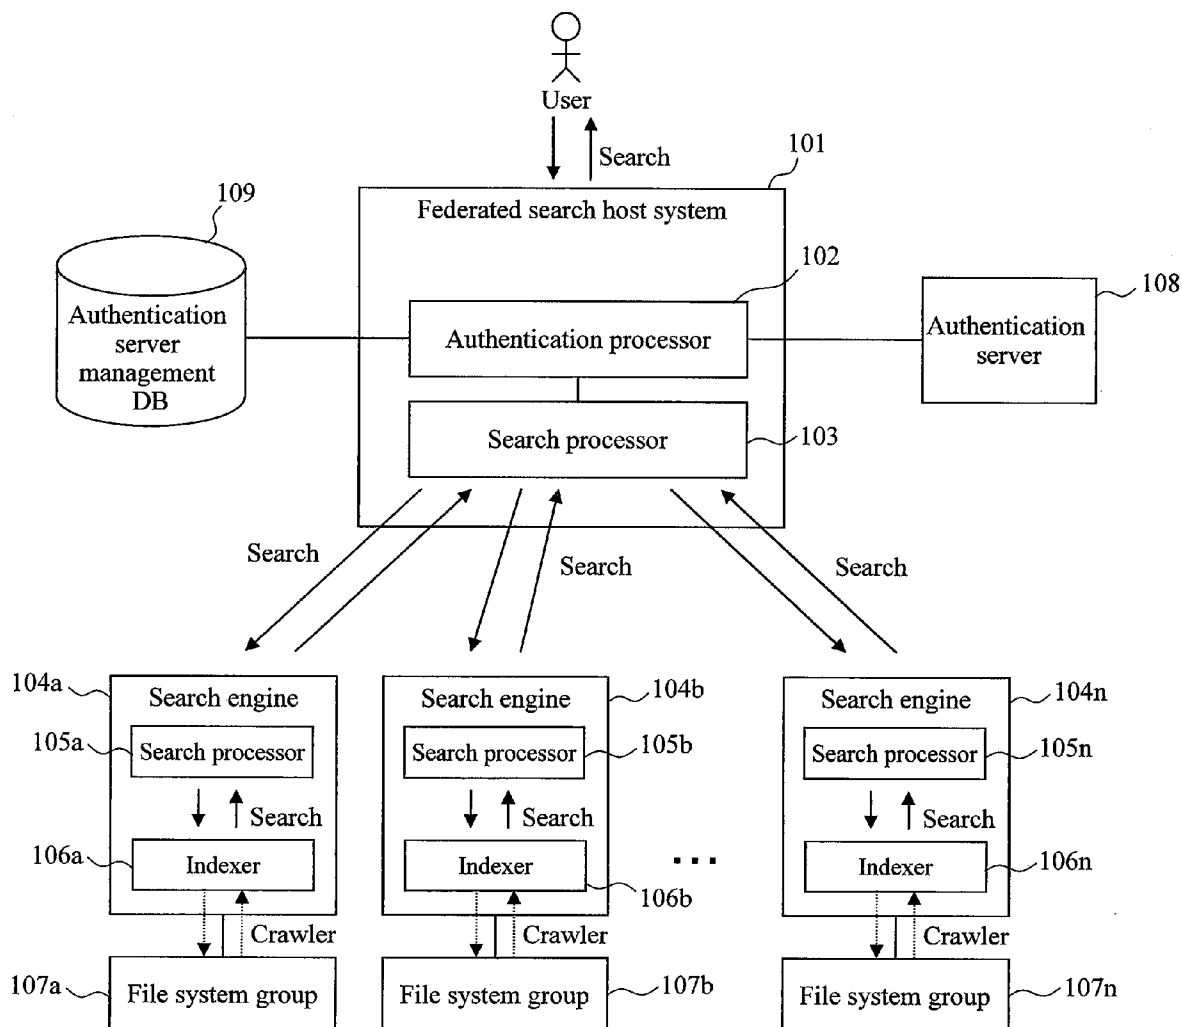 User
Search
101
Federated search host system
109
102
108
Authentication
server
management
DB
Authentication processor
Authentication
server
Search processor
103
Search
Search
Search
104a
Search engine
104b
Search engine
104n
Search engine
105a
Search processor
105b
Search processor
105n
Search processor
Search
Search
Search
106a
Indexer
106b
Indexer
...
106n
Indexer
Crawler
Crawler
Crawler
107a
File system group
107b
File system group
107n
File system group